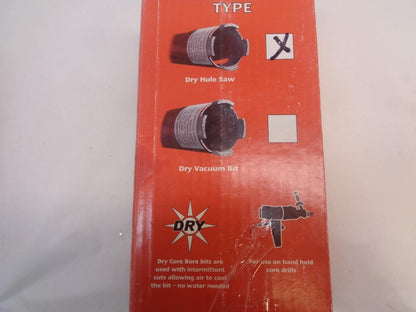 TYPE
Dry Hole Saw
Dry Vacuum Bit
DRY
Dry Core Bore bits are
used with intermittent
cuts allowing air to cool
the bit - no water needed
For use on hand held
core drills